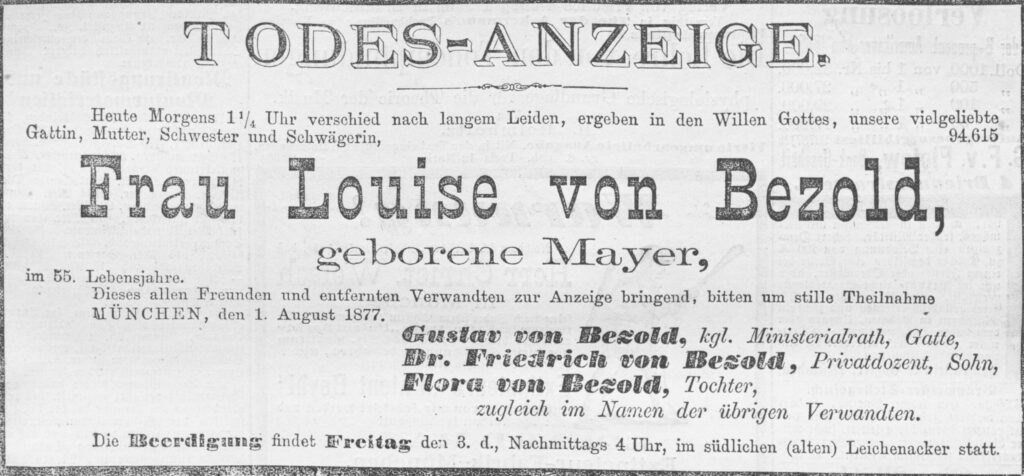 TODES-ANZEIGE.
Heute Morgens 1¹/₄ Uhr verschied nach langem Leiden, ergeben in den Willen Gottes, unsere vielgeliebte
Gattin, Mutter, Schwester und Schwägerin, 94.615
Frau Louise von Bezold,
geborene Mayer,
im 55. Lebensjahre.
Dieses allen Freunden und entfernten Verwandten zur Anzeige bringend, bitten um stille Theilnahme
MÜNCHEN, den 1. August 1877.
Gustav von Bezold, kgl. Ministerialrath, Gatte,
Dr. Friedrich von Bezold, Privatdozent, Sohn,
Flora von Bezold, Tochter,
zugleich im Namen der übrigen Verwandten.
Die Beerdigung findet Freitag den 3. d., Nachmittags 4 Uhr, im südlichen (alten) Leichenacker statt.